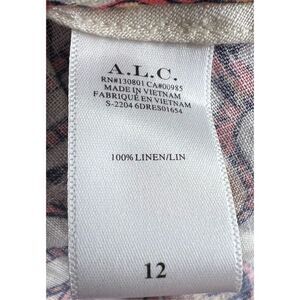 A.L.C.
RN#130801 CA#00985
MADE IN VIETNAM
FABRIQUÉ EN VIETNAM
S-2204 6DRES01654
100% LINEN/LIN
12